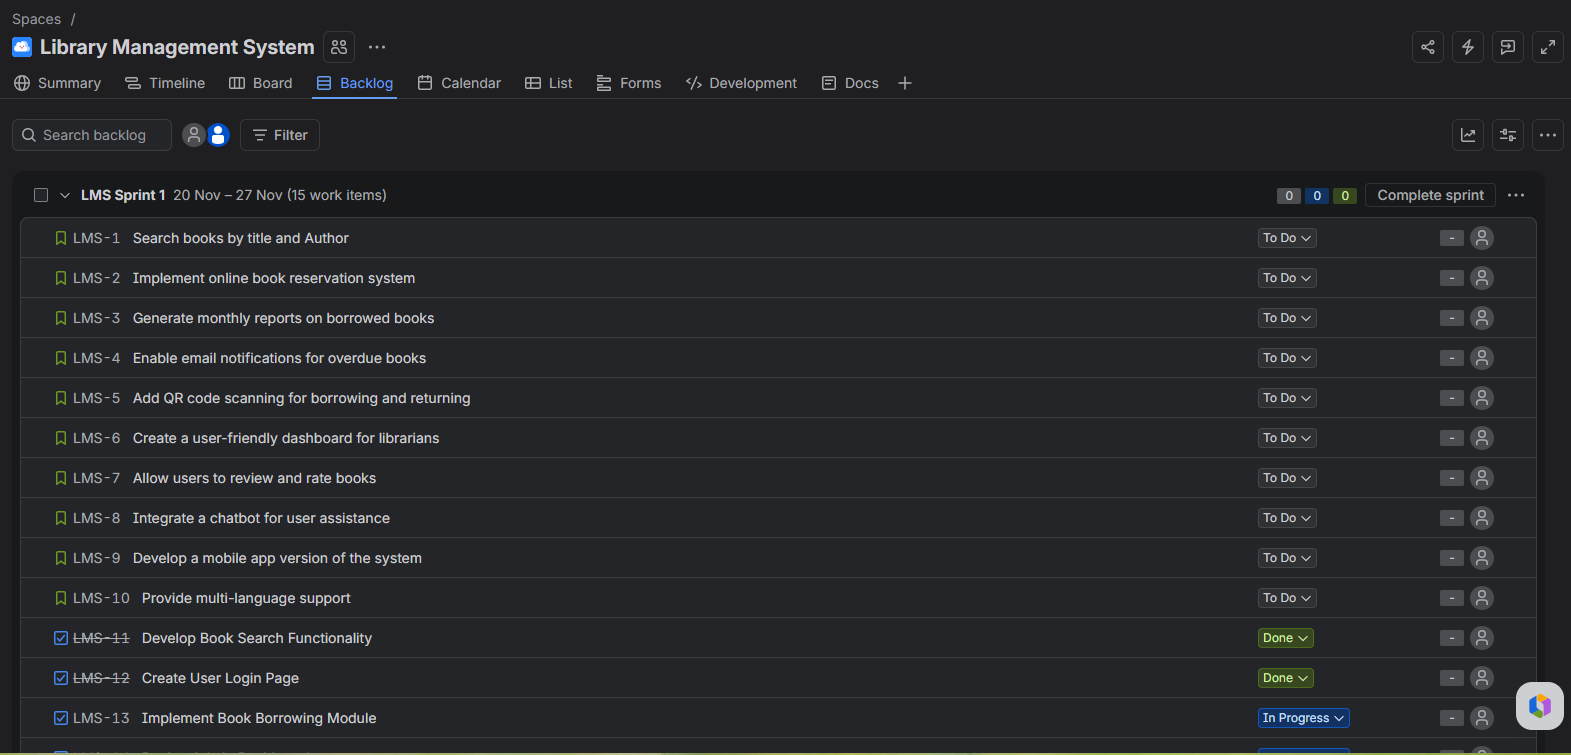 Spaces /
Library Management System
Summary Timeline Board Backlog Calendar List Forms Development Docs
Search backlog Filter
LMS Sprint 1 20 Nov – 27 Nov (15 work items) 0 0 0 Complete sprint
LMS-1 Search books by title and Author To Do -
LMS-2 Implement online book reservation system To Do -
LMS-3 Generate monthly reports on borrowed books To Do -
LMS-4 Enable email notifications for overdue books To Do -
LMS-5 Add QR code scanning for borrowing and returning To Do -
LMS-6 Create a user-friendly dashboard for librarians To Do -
LMS-7 Allow users to review and rate books To Do -
LMS-8 Integrate a chatbot for user assistance To Do -
LMS-9 Develop a mobile app version of the system To Do -
LMS-10 Provide multi-language support To Do -
LMS-11 Develop Book Search Functionality Done -
LMS-12 Create User Login Page Done -
LMS-13 Implement Book Borrowing Module In Progress -